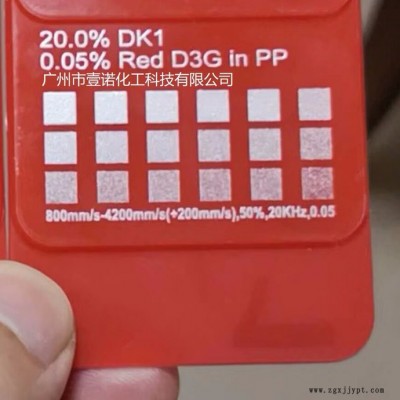 20.0% DK1
0.05% Red D3G in PP
广州市壹诺化工科技有限公司
800mm/s-4200mm/s(+200mm/s),50%,20KHz,0.05
www.zgxjjypt.com